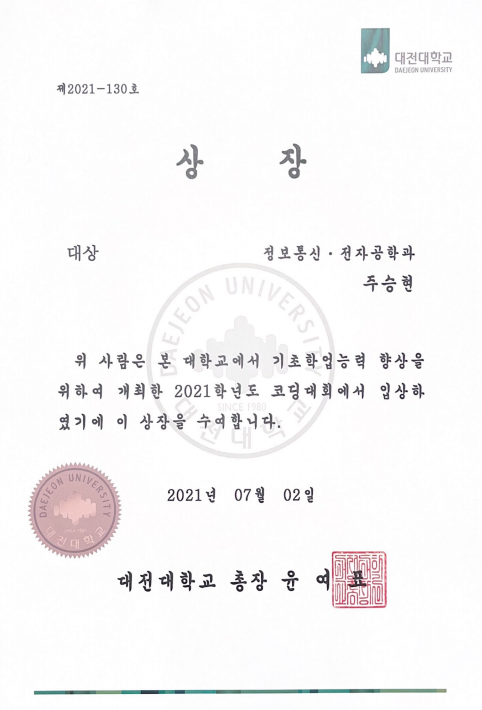 대전대학교
DAEJEON UNIVERSITY
제2021-130호
상 장
대상
정보통신·전자공학과
주승현
DAEJEON UNIVERSITY
SINCE 1980
대전대학교
위 사람은 본 대학교에서 기초학업능력 향상을
위하여 개최한 2021학년도 코딩대회에서 입상하
였기에 이 상장을 수여합니다.
2021년 07월 02일
DAEJEON UNIVERSITY
대전대학교
대전대학교 총장 윤 여 표